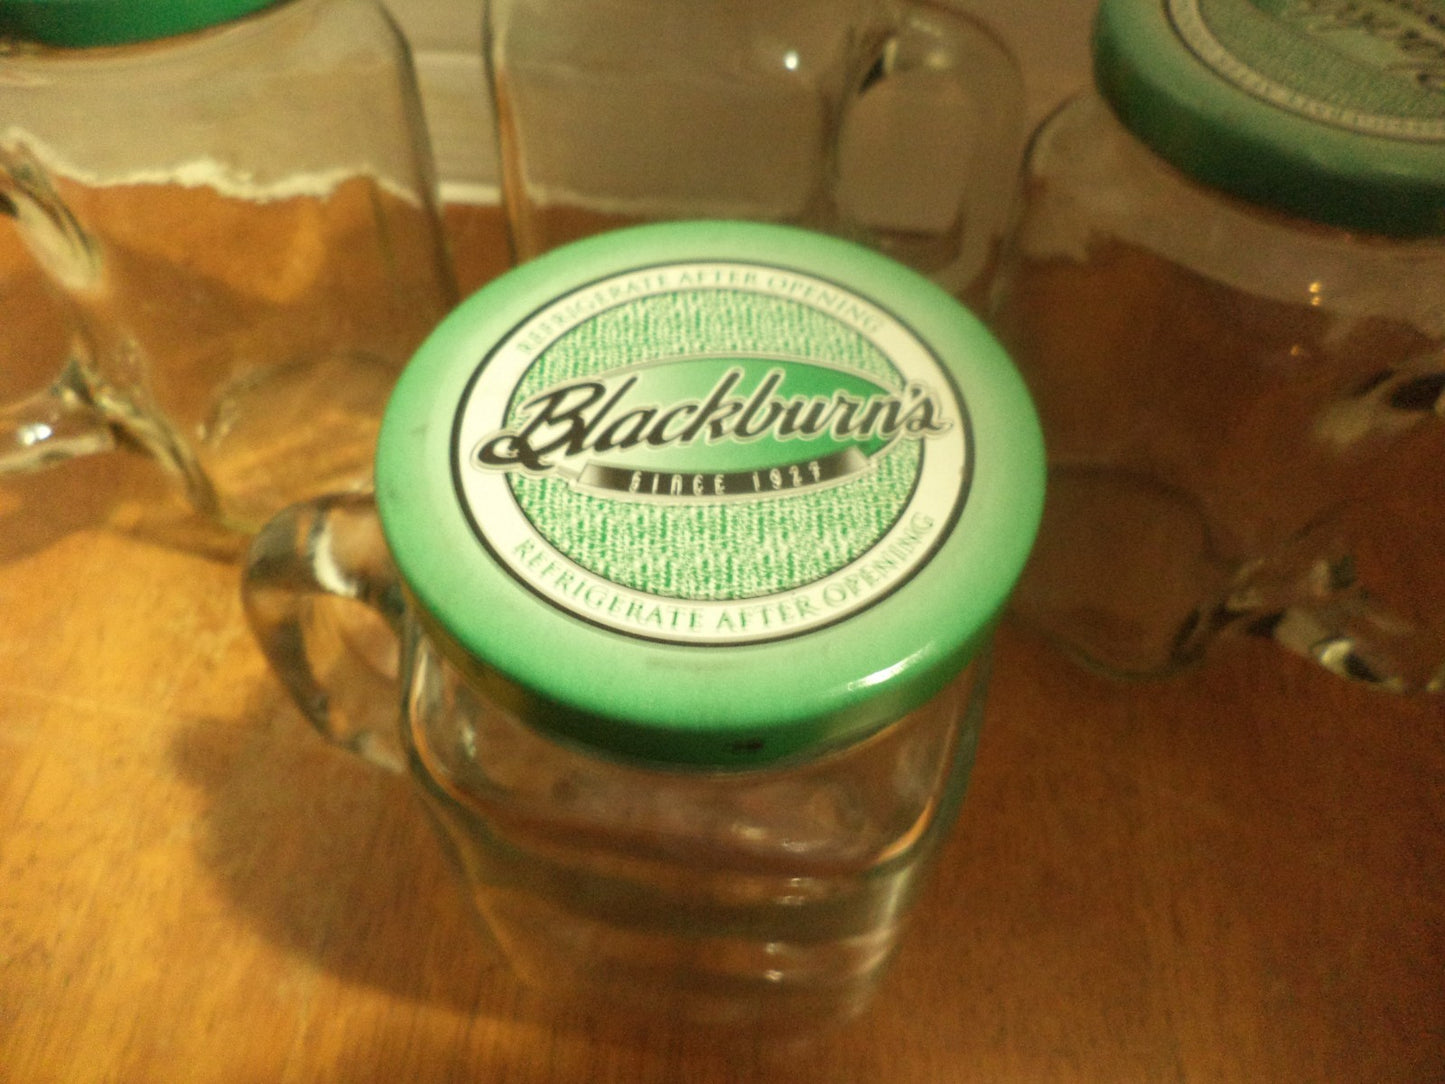 REFRIGERATE AFTER OPENING
Blackburn's
SINCE 1927
REFRIGERATE AFTER OPENING